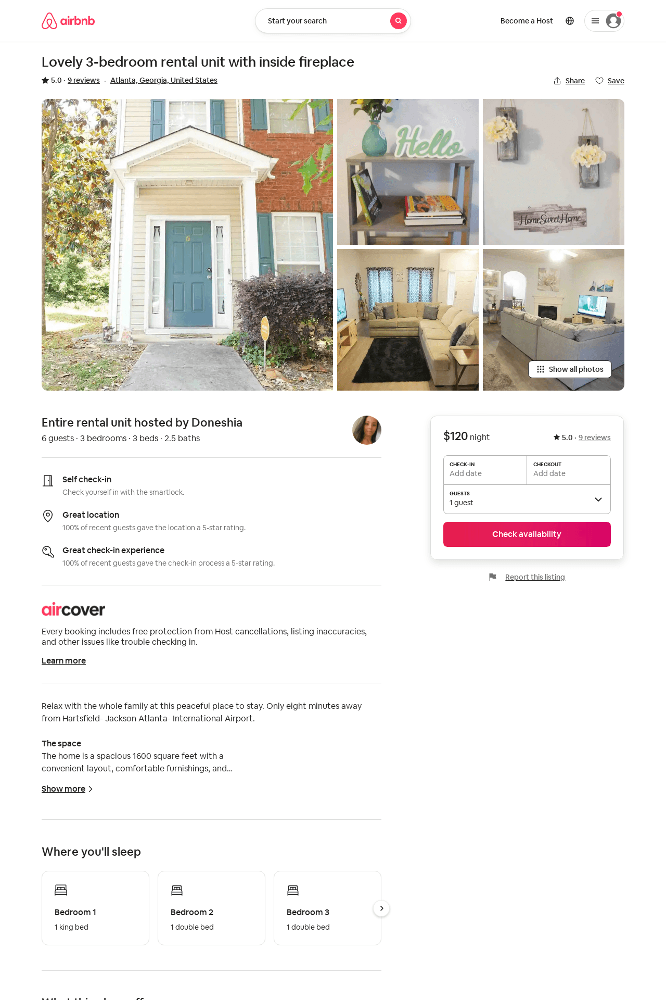 airbnb
Start your search
Become a Host
Lovely 3-bedroom rental unit with inside fireplace
5.0 · 9 reviews · Atlanta, Georgia, United States
Share
Save
5
Hello
HomeSweetHome
Show all photos
Entire rental unit hosted by Doneshia
6 guests · 3 bedrooms · 3 beds · 2.5 baths
Self check-in
Check yourself in with the smartlock.
Great location
100% of recent guests gave the location a 5-star rating.
Great check-in experience
100% of recent guests gave the check-in process a 5-star rating.
$120 night
5.0 · 9 reviews
CHECK-IN
Add date
CHECKOUT
Add date
GUESTS
1 guest
Check availability
Report this listing
aircover
Every booking includes free protection from Host cancellations, listing inaccuracies,
and other issues like trouble checking in.
Learn more
Relax with the whole family at this peaceful place to stay. Only eight minutes away
from Hartsfield- Jackson Atlanta- International Airport.
The space
The home is a spacious 1600 square feet with a
convenient layout, comfortable furnishings, and...
Show more
Where you'll sleep
Bedroom 1
1 king bed
Bedroom 2
1 double bed
Bedroom 3
1 double bed